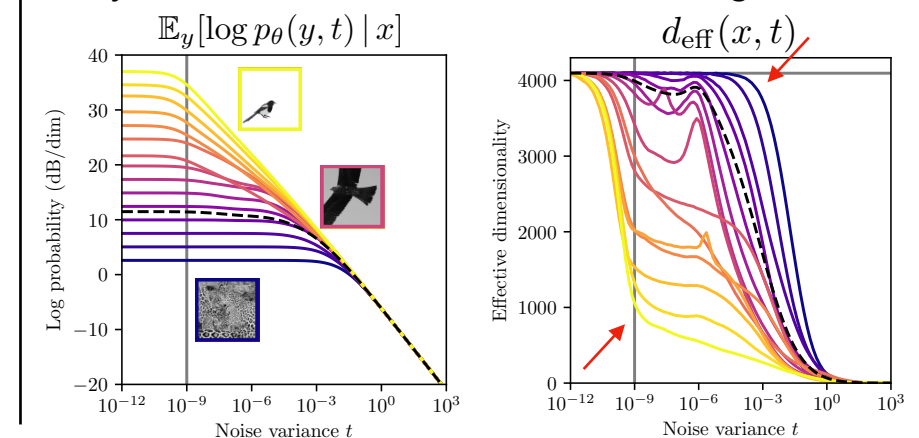 𝔼_y[log p_θ(y, t) | x]
40
30
20
10
0
−10
−20
Log probability (dB/dim)
10^−12 10^−9 10^−6 10^−3 10^0 10^3
Noise variance t
d_eff(x, t)
4000
3000
2000
1000
0
Effective dimensionality
10^−12 10^−9 10^−6 10^−3 10^0 10^3
Noise variance t